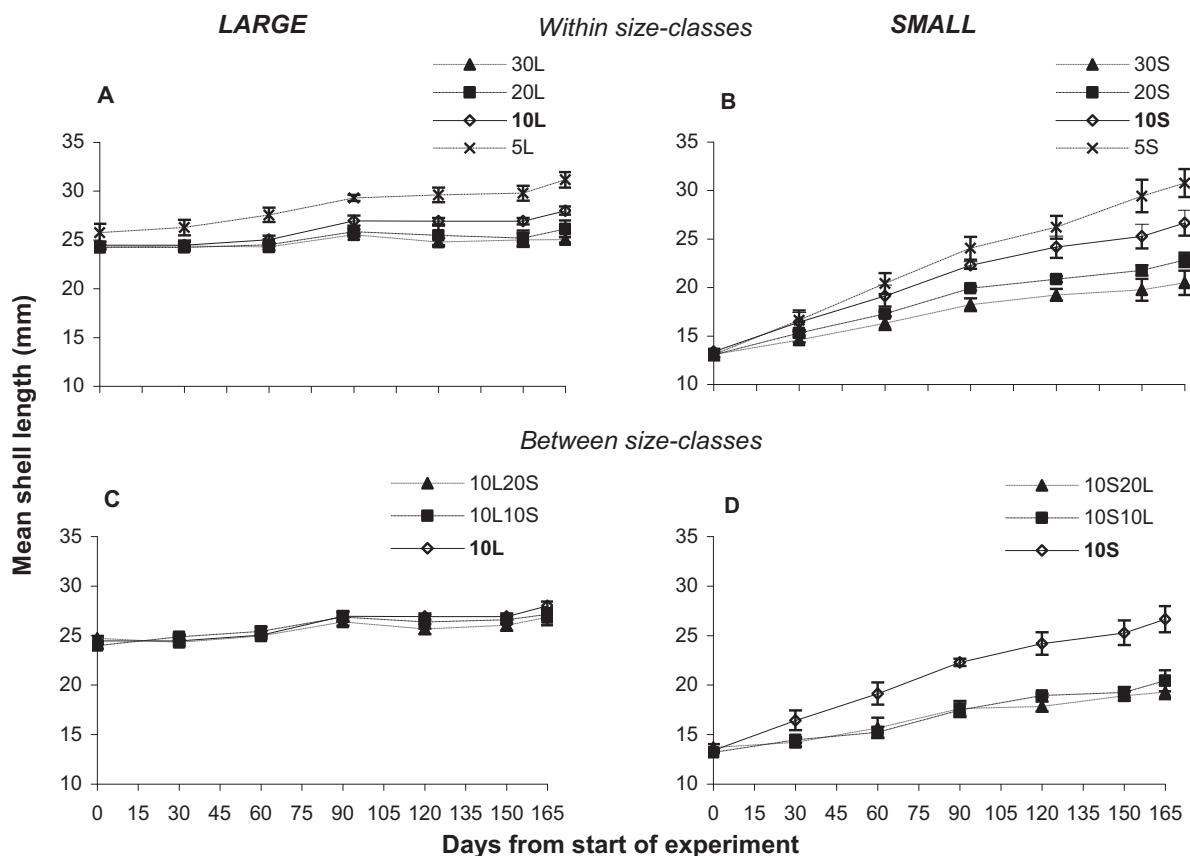 LARGE
Within size-classes
SMALL
A
30L
20L
10L
5L
35
30
25
20
15
10
B
30S
20S
10S
5S
35
30
25
20
15
10
Mean shell length (mm)
Between size-classes
C
10L20S
10L10S
10L
35
30
25
20
15
10
0 15 30 45 60 75 90 105 120 135 150 165
D
10S20L
10S10L
10S
35
30
25
20
15
10
0 15 30 45 60 75 90 105 120 135 150 165
Days from start of experiment